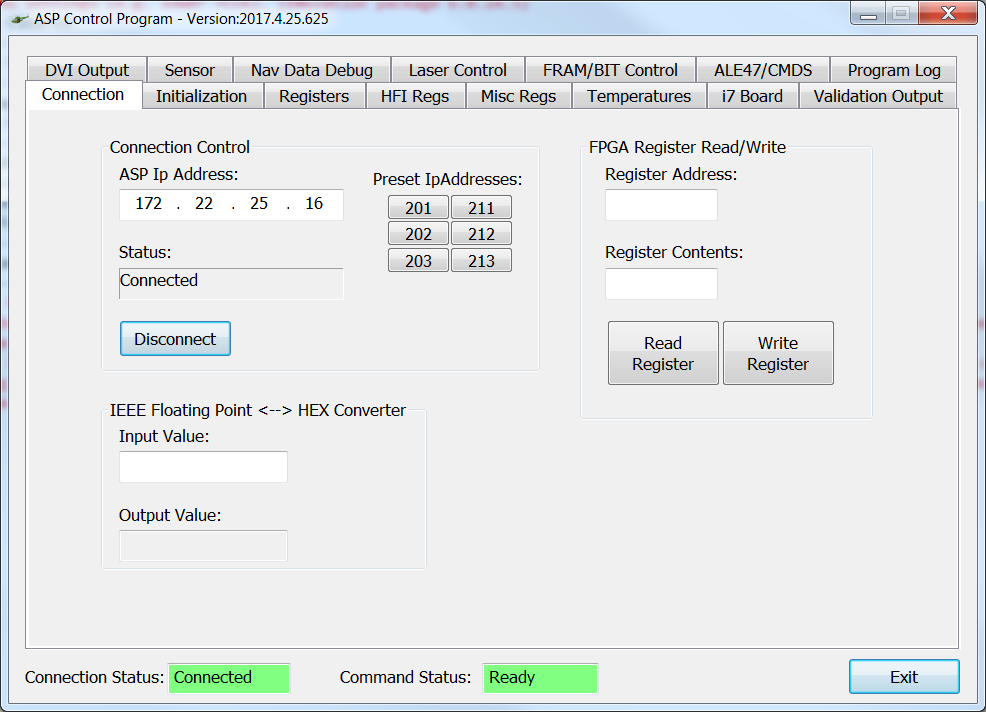 ASP Control Program - Version:2017.4.25.625
DVI Output Sensor Nav Data Debug Laser Control FRAM/BIT Control ALE47/CMDS Program Log
Connection Initialization Registers HFI Regs Misc Regs Temperatures i7 Board Validation Output
Connection Control
ASP Ip Address:
172 . 22 . 25 . 16
Status:
Connected
Disconnect
Preset IpAddresses:
201 211
202 212
203 213
FPGA Register Read/Write
Register Address:
Register Contents:
Read
Register
Write
Register
IEEE Floating Point <--> HEX Converter
Input Value:
Output Value:
Connection Status: Connected Command Status: Ready Exit